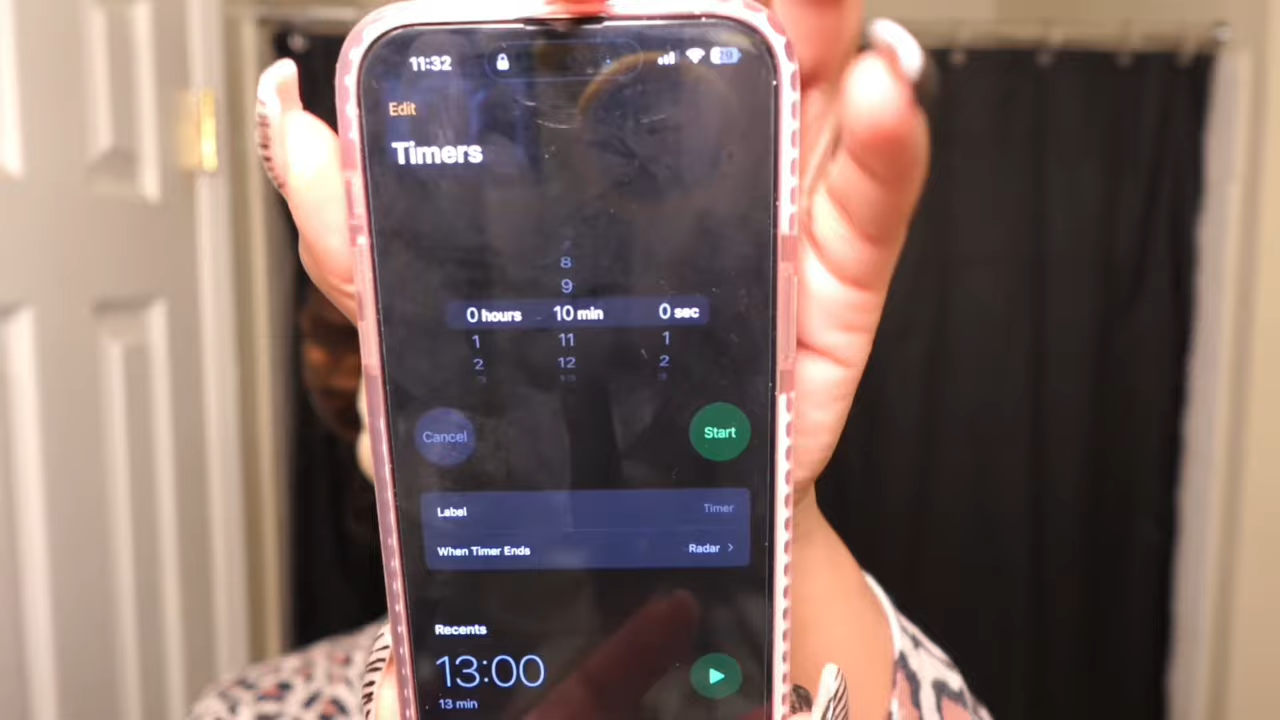 11:32
Edit
Timers
8
9
0 hours 10 min 0 sec
1 11 1
2 12 2
Cancel Start
Label Timer
When Timer Ends Radar
Recents
13:00
13 min